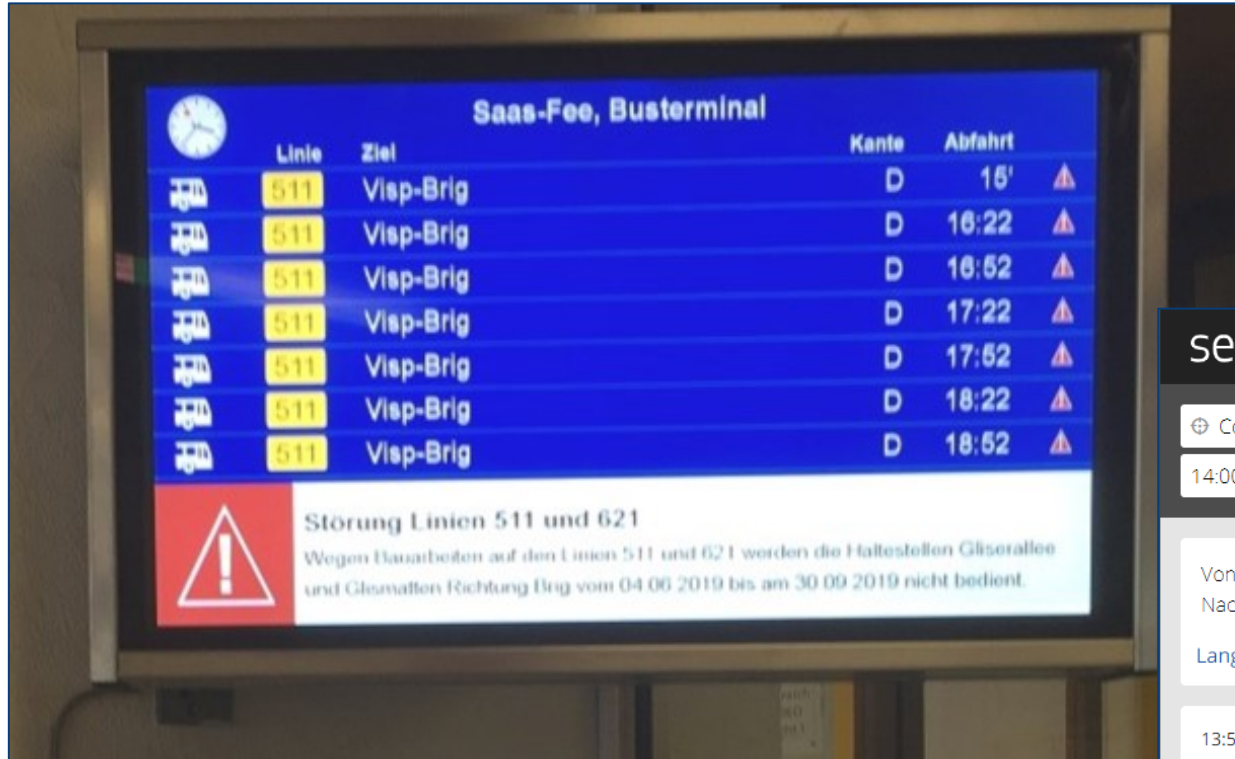 Saas-Fee, Busterminal
Linie Ziel Kante Abfahrt
511 Visp-Brig D 15'
511 Visp-Brig D 16:22
511 Visp-Brig D 16:52
511 Visp-Brig D 17:22
511 Visp-Brig D 17:52
511 Visp-Brig D 18:22
511 Visp-Brig D 18:52
Störung Linien 511 und 621
Wegen Bauarbeiten auf den Linien 511 und 621 werden die Haltestellen Gliserallee
und Glismatten Richtung Brig vom 04.06.2019 bis am 30.09.2019 nicht bedient.
se
Co
14:00
Von
Nac
Lang
13:5